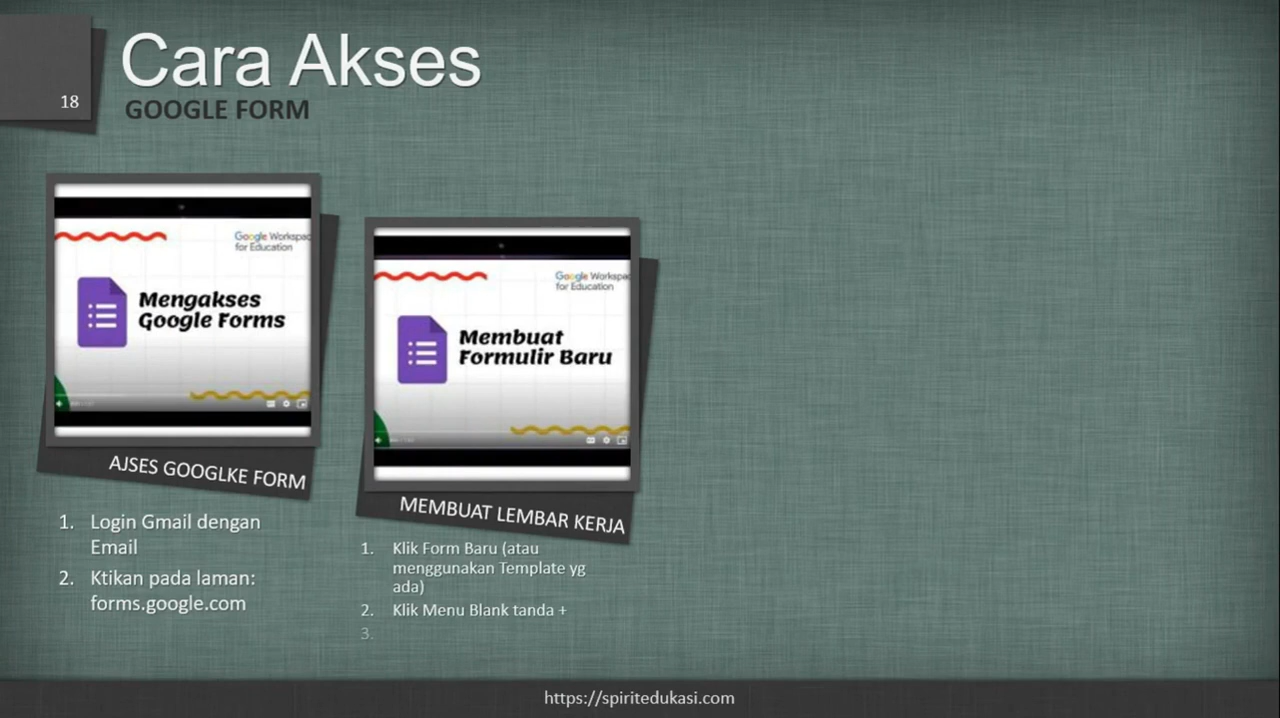 18
Cara Akses
GOOGLE FORM
Google Workspac
for Education
Mengakses
Google Forms
AJSES GOOGLKE FORM
1. Login Gmail dengan
Email
2. Ktikan pada laman:
forms.google.com
Google Workspac
for Education
Membuat
Formulir Baru
MEMBUAT LEMBAR KERJA
1. Klik Form Baru (atau
menggunakan Template yg
ada)
2. Klik Menu Blank tanda +
3.
https://spiritedukasi.com